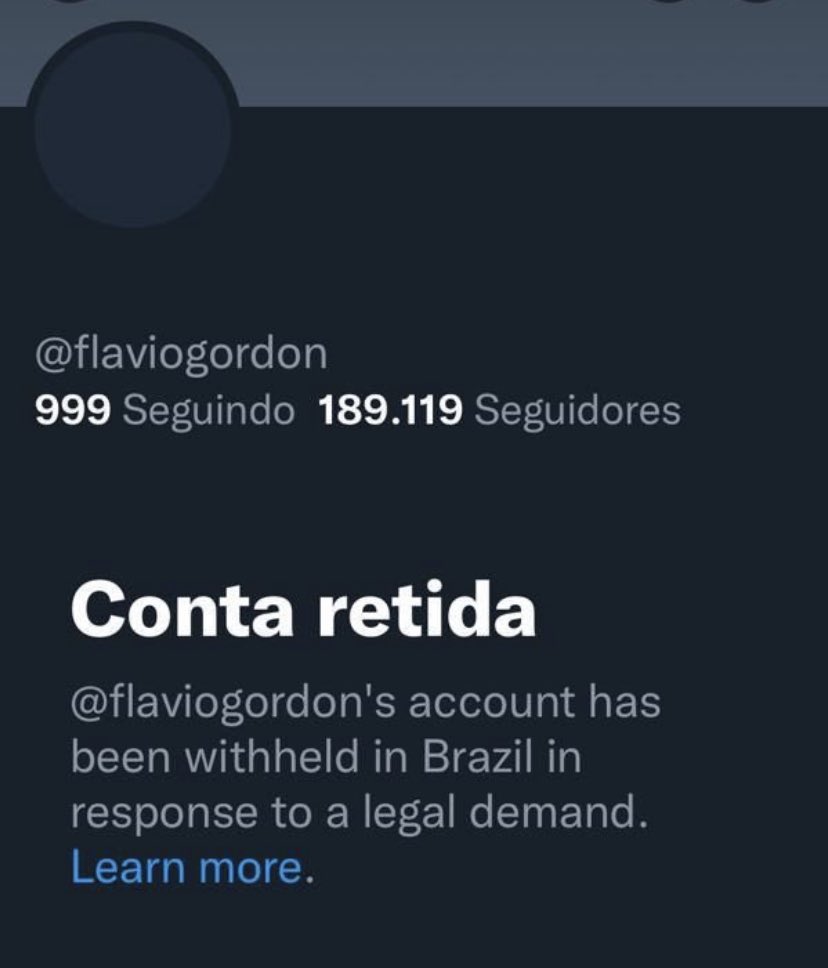 @flaviogordon
999 Seguindo 189.119 Seguidores
Conta retida
@flaviogordon's account has
been withheld in Brazil in
response to a legal demand.
Learn more.